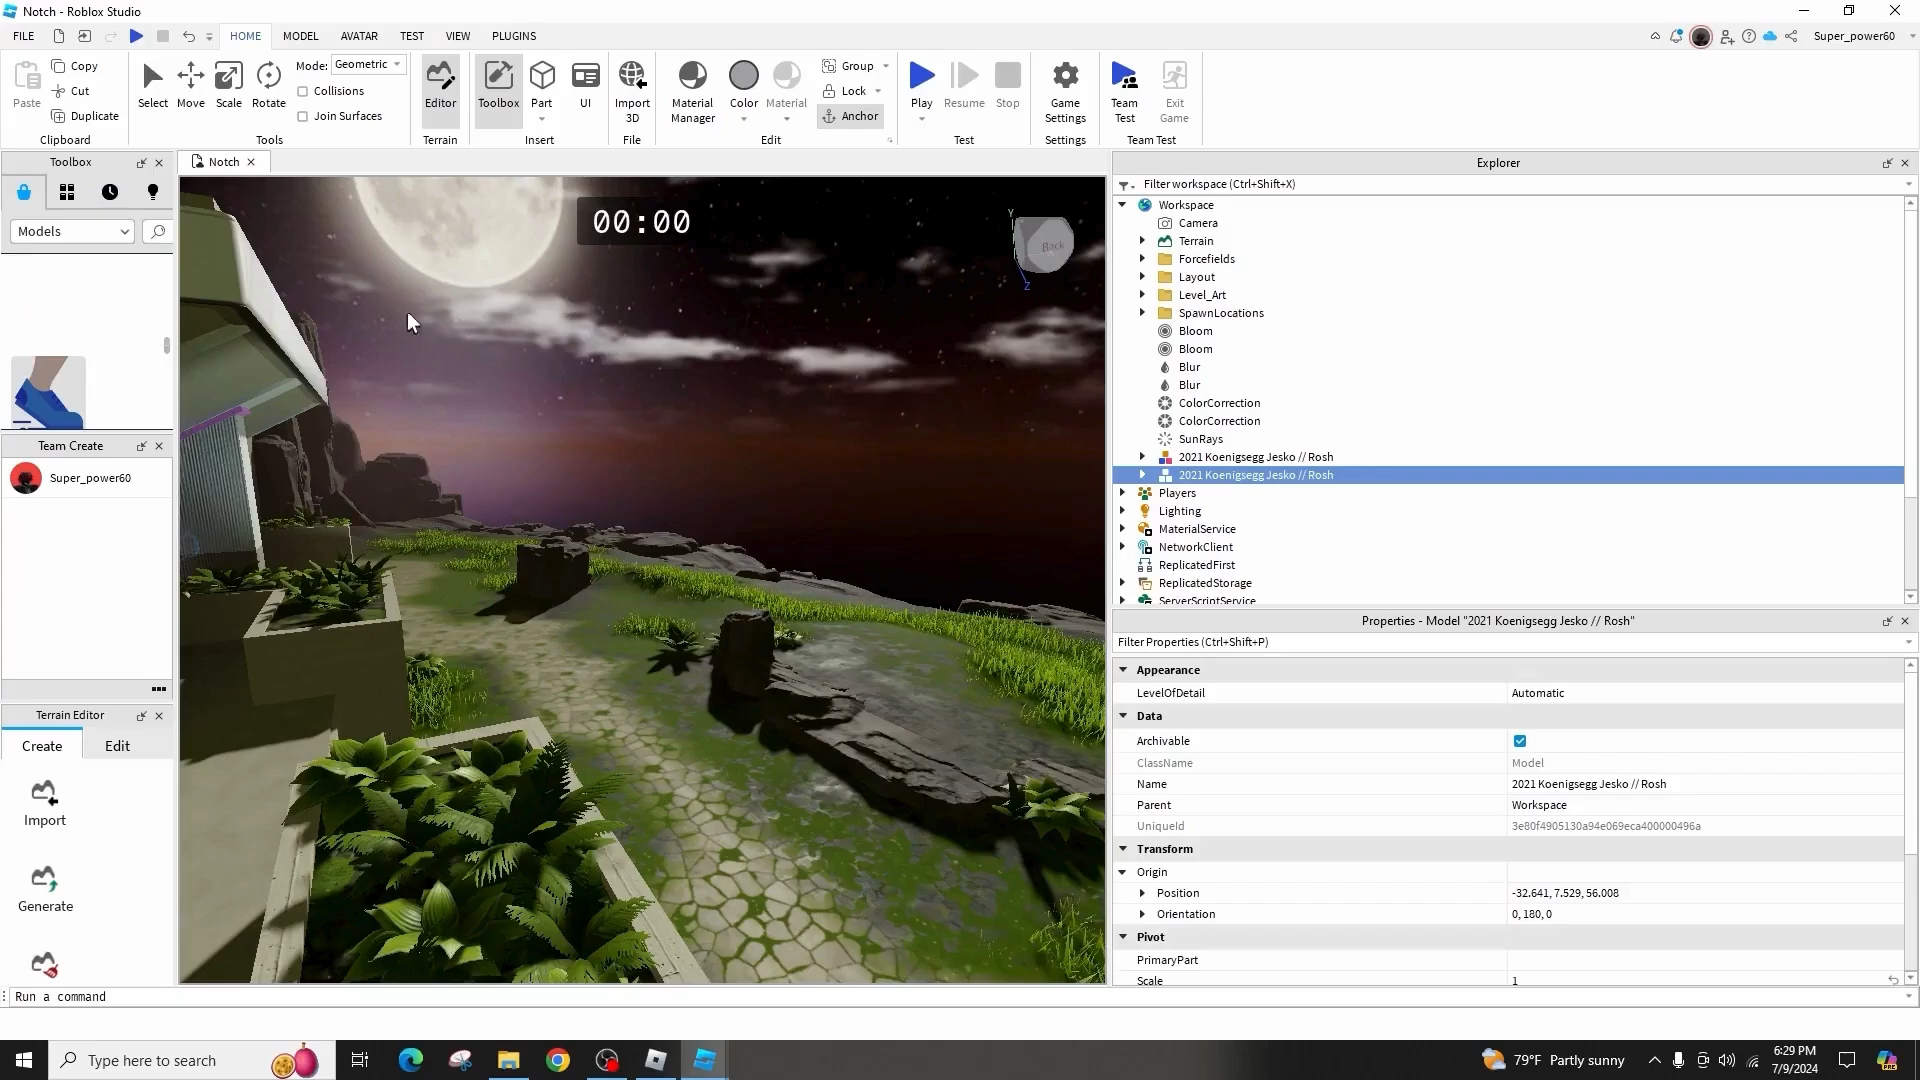 Notch - Roblox Studio
FILE HOME MODEL AVATAR TEST VIEW PLUGINS Super_power60
Paste Copy Cut Duplicate Clipboard
Select Move Scale Rotate Mode: Geometric Collisions Join Surfaces Tools
Editor Terrain
Toolbox Part UI Insert
Import 3D File
Material Manager Color Material Group Lock Anchor Edit
Play Resume Stop Test
Game Settings Settings
Team Test Exit Game Team Test
Toolbox
Models
Team Create
Super_power60
Terrain Editor
Create Edit
Import
Generate
Notch
00:00
Back
Y
Z
Explorer
Filter workspace (Ctrl+Shift+X)
Workspace
Camera
Terrain
Forcefields
Layout
Level_Art
SpawnLocations
Bloom
Bloom
Blur
Blur
ColorCorrection
ColorCorrection
SunRays
2021 Koenigsegg Jesko // Rosh
2021 Koenigsegg Jesko // Rosh
Players
Lighting
MaterialService
NetworkClient
ReplicatedFirst
ReplicatedStorage
ServerScriptService
Properties - Model "2021 Koenigsegg Jesko // Rosh"
Filter Properties (Ctrl+Shift+P)
Appearance
LevelOfDetail Automatic
Data
Archivable
ClassName Model
Name 2021 Koenigsegg Jesko // Rosh
Parent Workspace
UniqueId 3e80f4905130a94e069eca400000496a
Transform
Origin
Position -32.641, 7.529, 56.008
Orientation 0, 180, 0
Pivot
PrimaryPart
Scale 1
Run a command
Type here to search
79°F Partly sunny
6:29 PM
7/9/2024
PRE